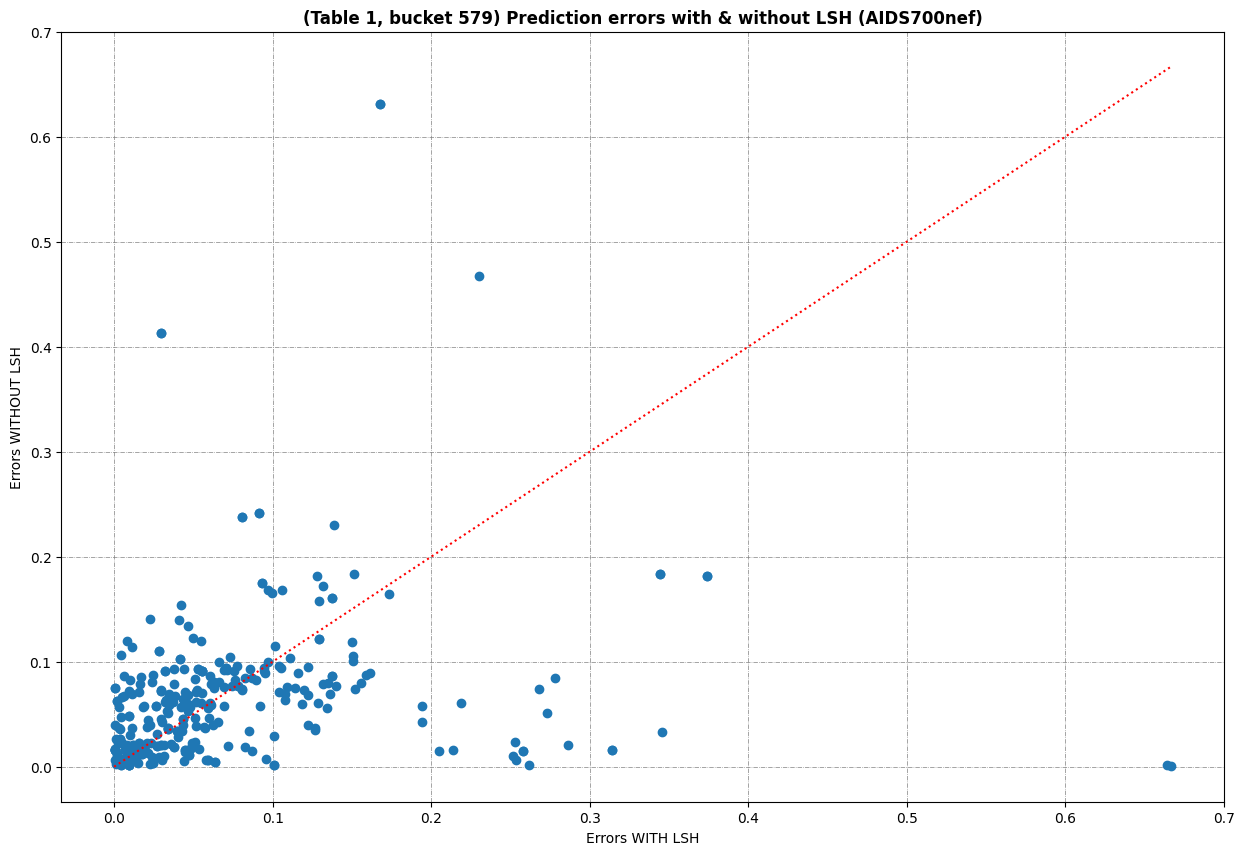 (Table 1, bucket 579) Prediction errors with & without LSH (AIDS700nef)
0.7
0.6
0.5
0.4
0.3
0.2
0.1
0.0
Errors WITHOUT LSH
0.0 0.1 0.2 0.3 0.4 0.5 0.6 0.7
Errors WITH LSH